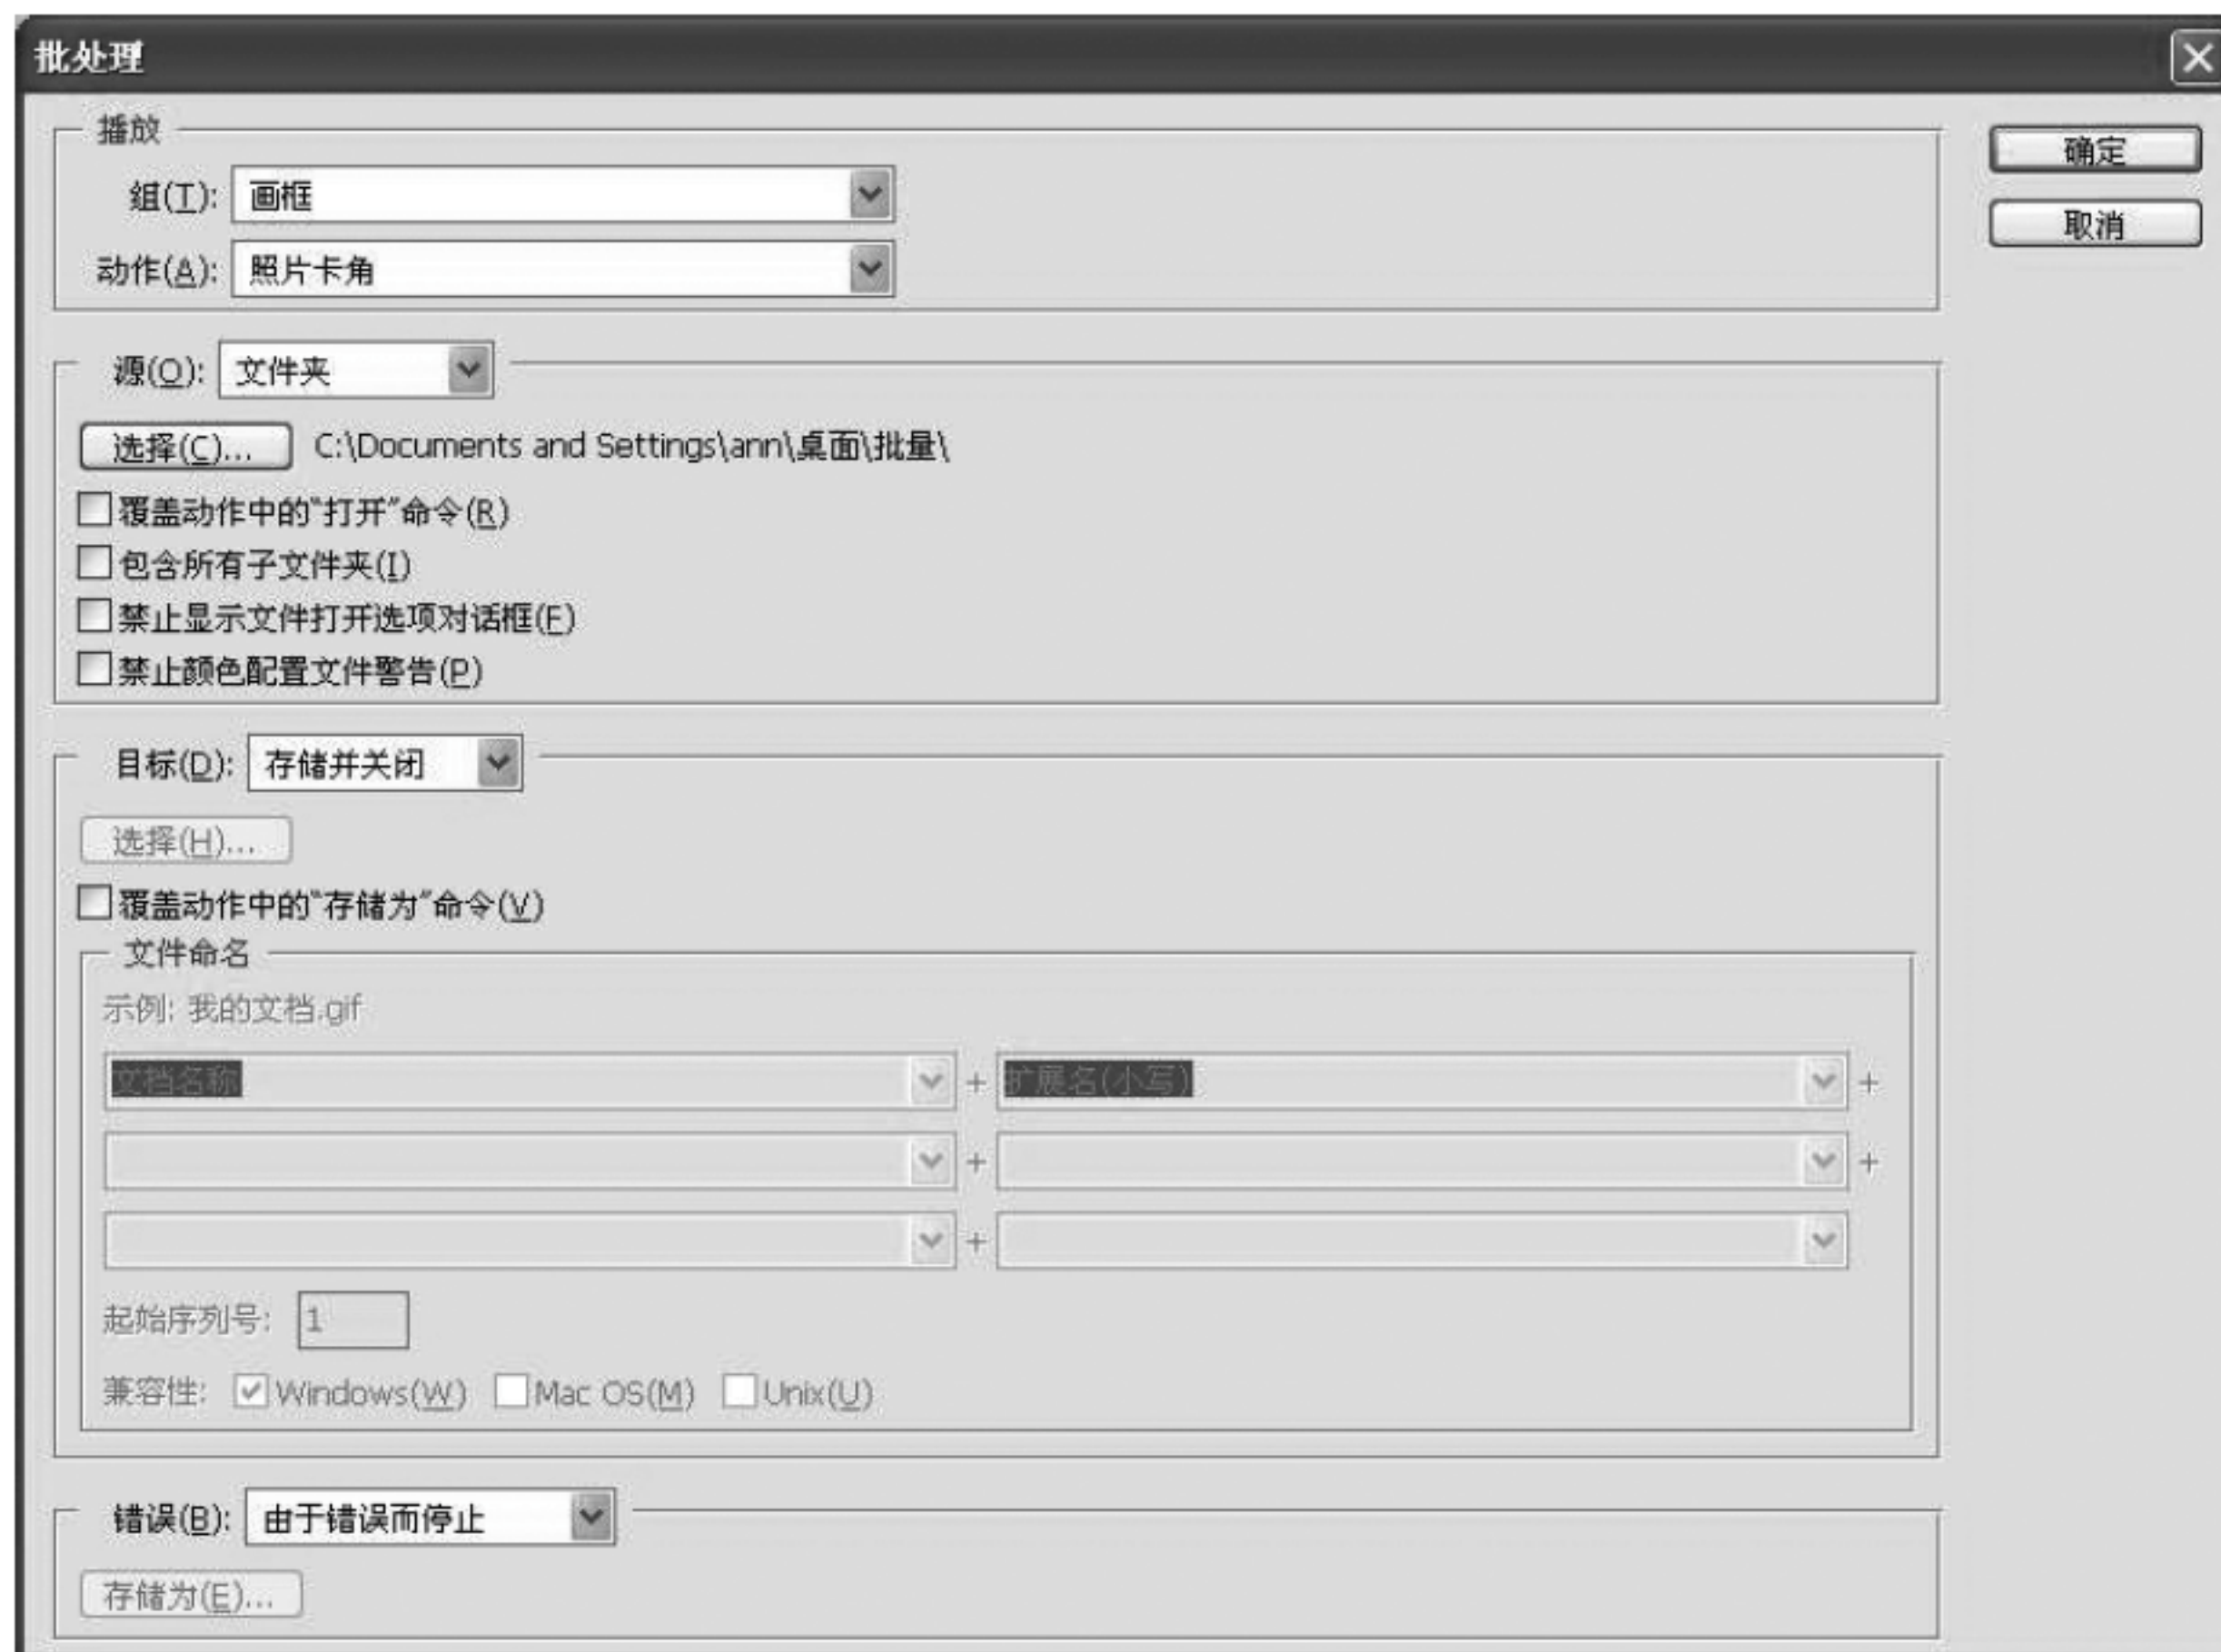 批处理
播放
确定
组(T): 画框
取消
动作(A): 照片卡角
源(O): 文件夹
选择(C)... C:\Documents and Settings\ann\桌面\批量\
覆盖动作中的“打开”命令(R)
包含所有子文件夹(I)
禁止显示文件打开选项对话框(F)
禁止颜色配置文件警告(P)
目标(D): 存储并关闭
选择(H)...
覆盖动作中的“存储为”命令(V)
文件命名
示例: 我的文档.gif
文档名称 + 扩展名(小写) +
+ +
+
起始序列号: 1
兼容性: Windows(W) Mac OS(M) Unix(U)
错误(B): 由于错误而停止
存储为(E)...